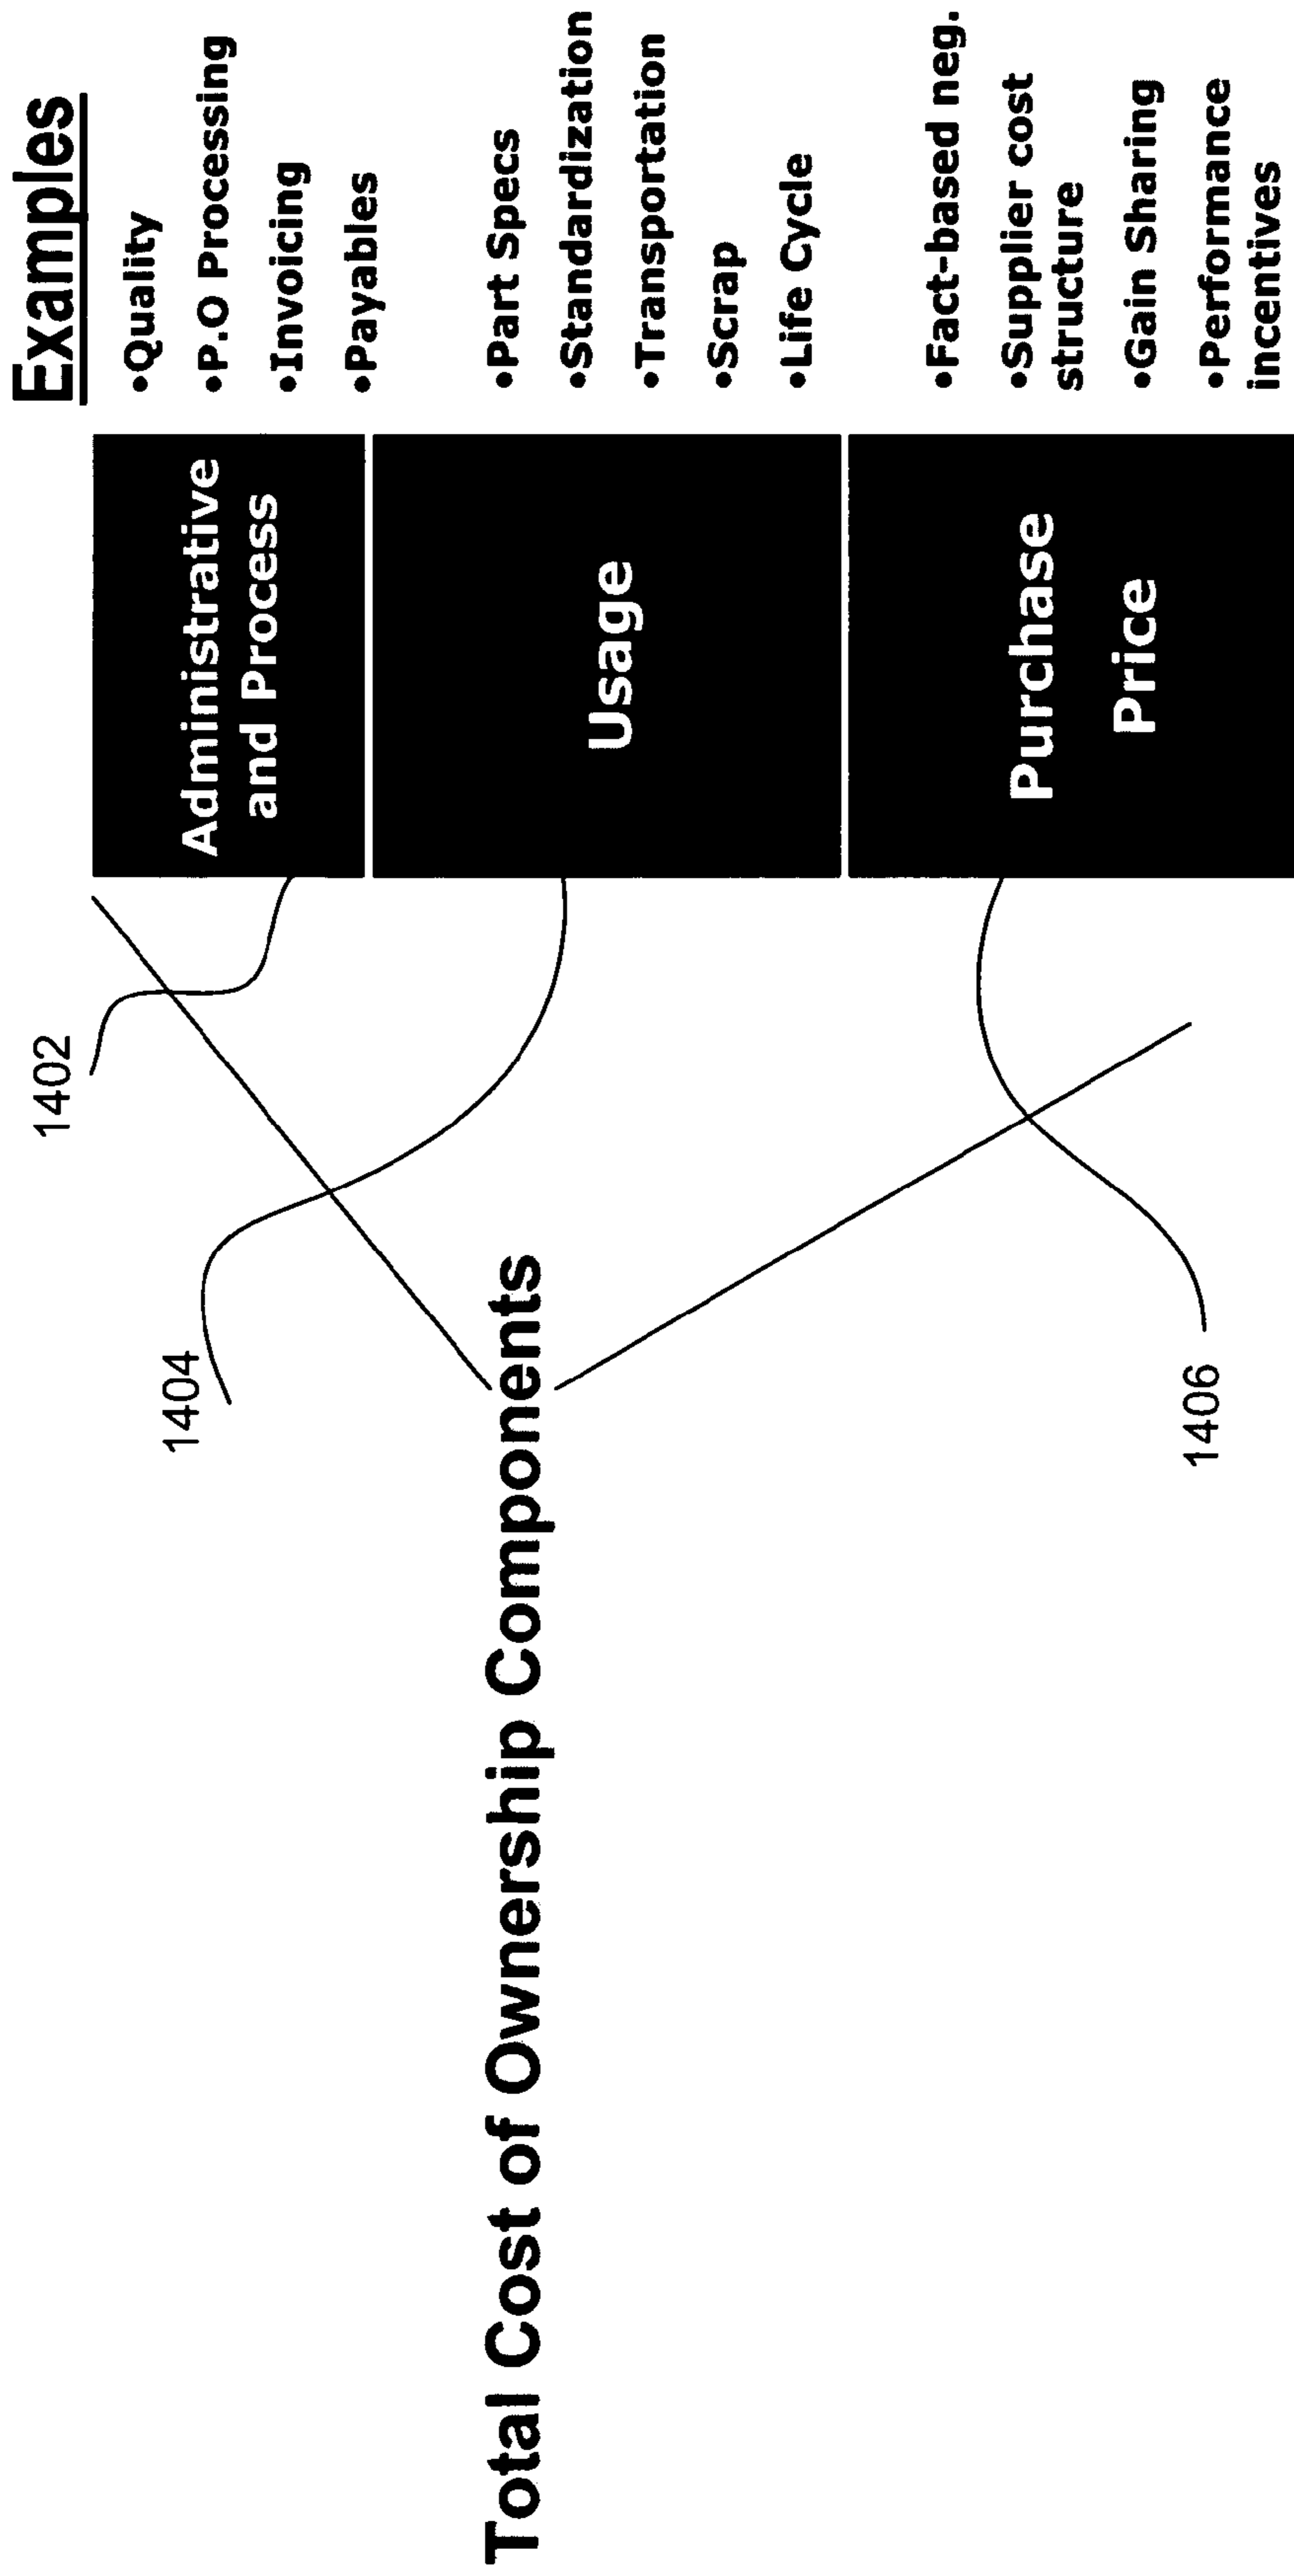 Examples
1402
Administrative
and Process
•Quality
•P.O Processing
•Invoicing
•Payables
1404
Total Cost of Ownership Components
Usage
•Part Specs
•Standardization
•Transportation
•Scrap
•Life Cycle
1406
Purchase
Price
•Fact-based neg.
•Supplier cost
structure
•Gain Sharing
•Performance
incentives